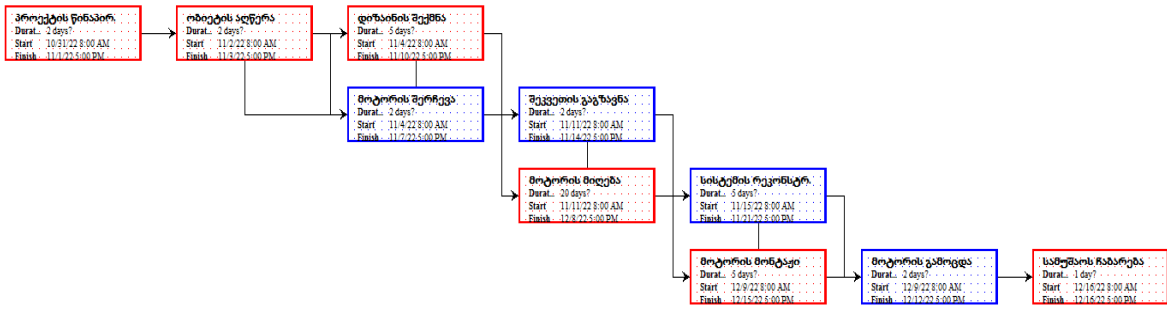 პროექტის წინაპირ.
Durat.. 2 days?
Start 10/31/22 8:00 AM
Finish 11/1/22 5:00 PM
ობიეტის აღწერა
Durat.. 2 days?
Start 11/2/22 8:00 AM
Finish 11/3/22 5:00 PM
დიზაინის შექმნა
Durat.. 5 days?
Start 11/4/22 8:00 AM
Finish 11/10/22 5:00 PM
მოტორის შერჩევა
Durat.. 2 days?
Start 11/4/22 8:00 AM
Finish 11/7/22 5:00 PM
შეკვეთის გაგზავნა
Durat.. 2 days?
Start 11/11/22 8:00 AM
Finish 11/14/22 5:00 PM
მოტორის მიღება
Durat.. 20 days?
Start 11/11/22 8:00 AM
Finish 12/8/22 5:00 PM
სისტემის რეკონსტრ.
Durat.. 5 days?
Start 11/15/22 8:00 AM
Finish 11/21/22 5:00 PM
მოტორის მონტაჟი
Durat.. 5 days?
Start 12/9/22 8:00 AM
Finish 12/15/22 5:00 PM
მოტორის გამოცდა
Durat.. 2 days?
Start 12/9/22 8:00 AM
Finish 12/12/22 5:00 PM
სამუშაოს ჩაბარება
Durat.. 1 day?
Start 12/16/22 8:00 AM
Finish 12/16/22 5:00 PM